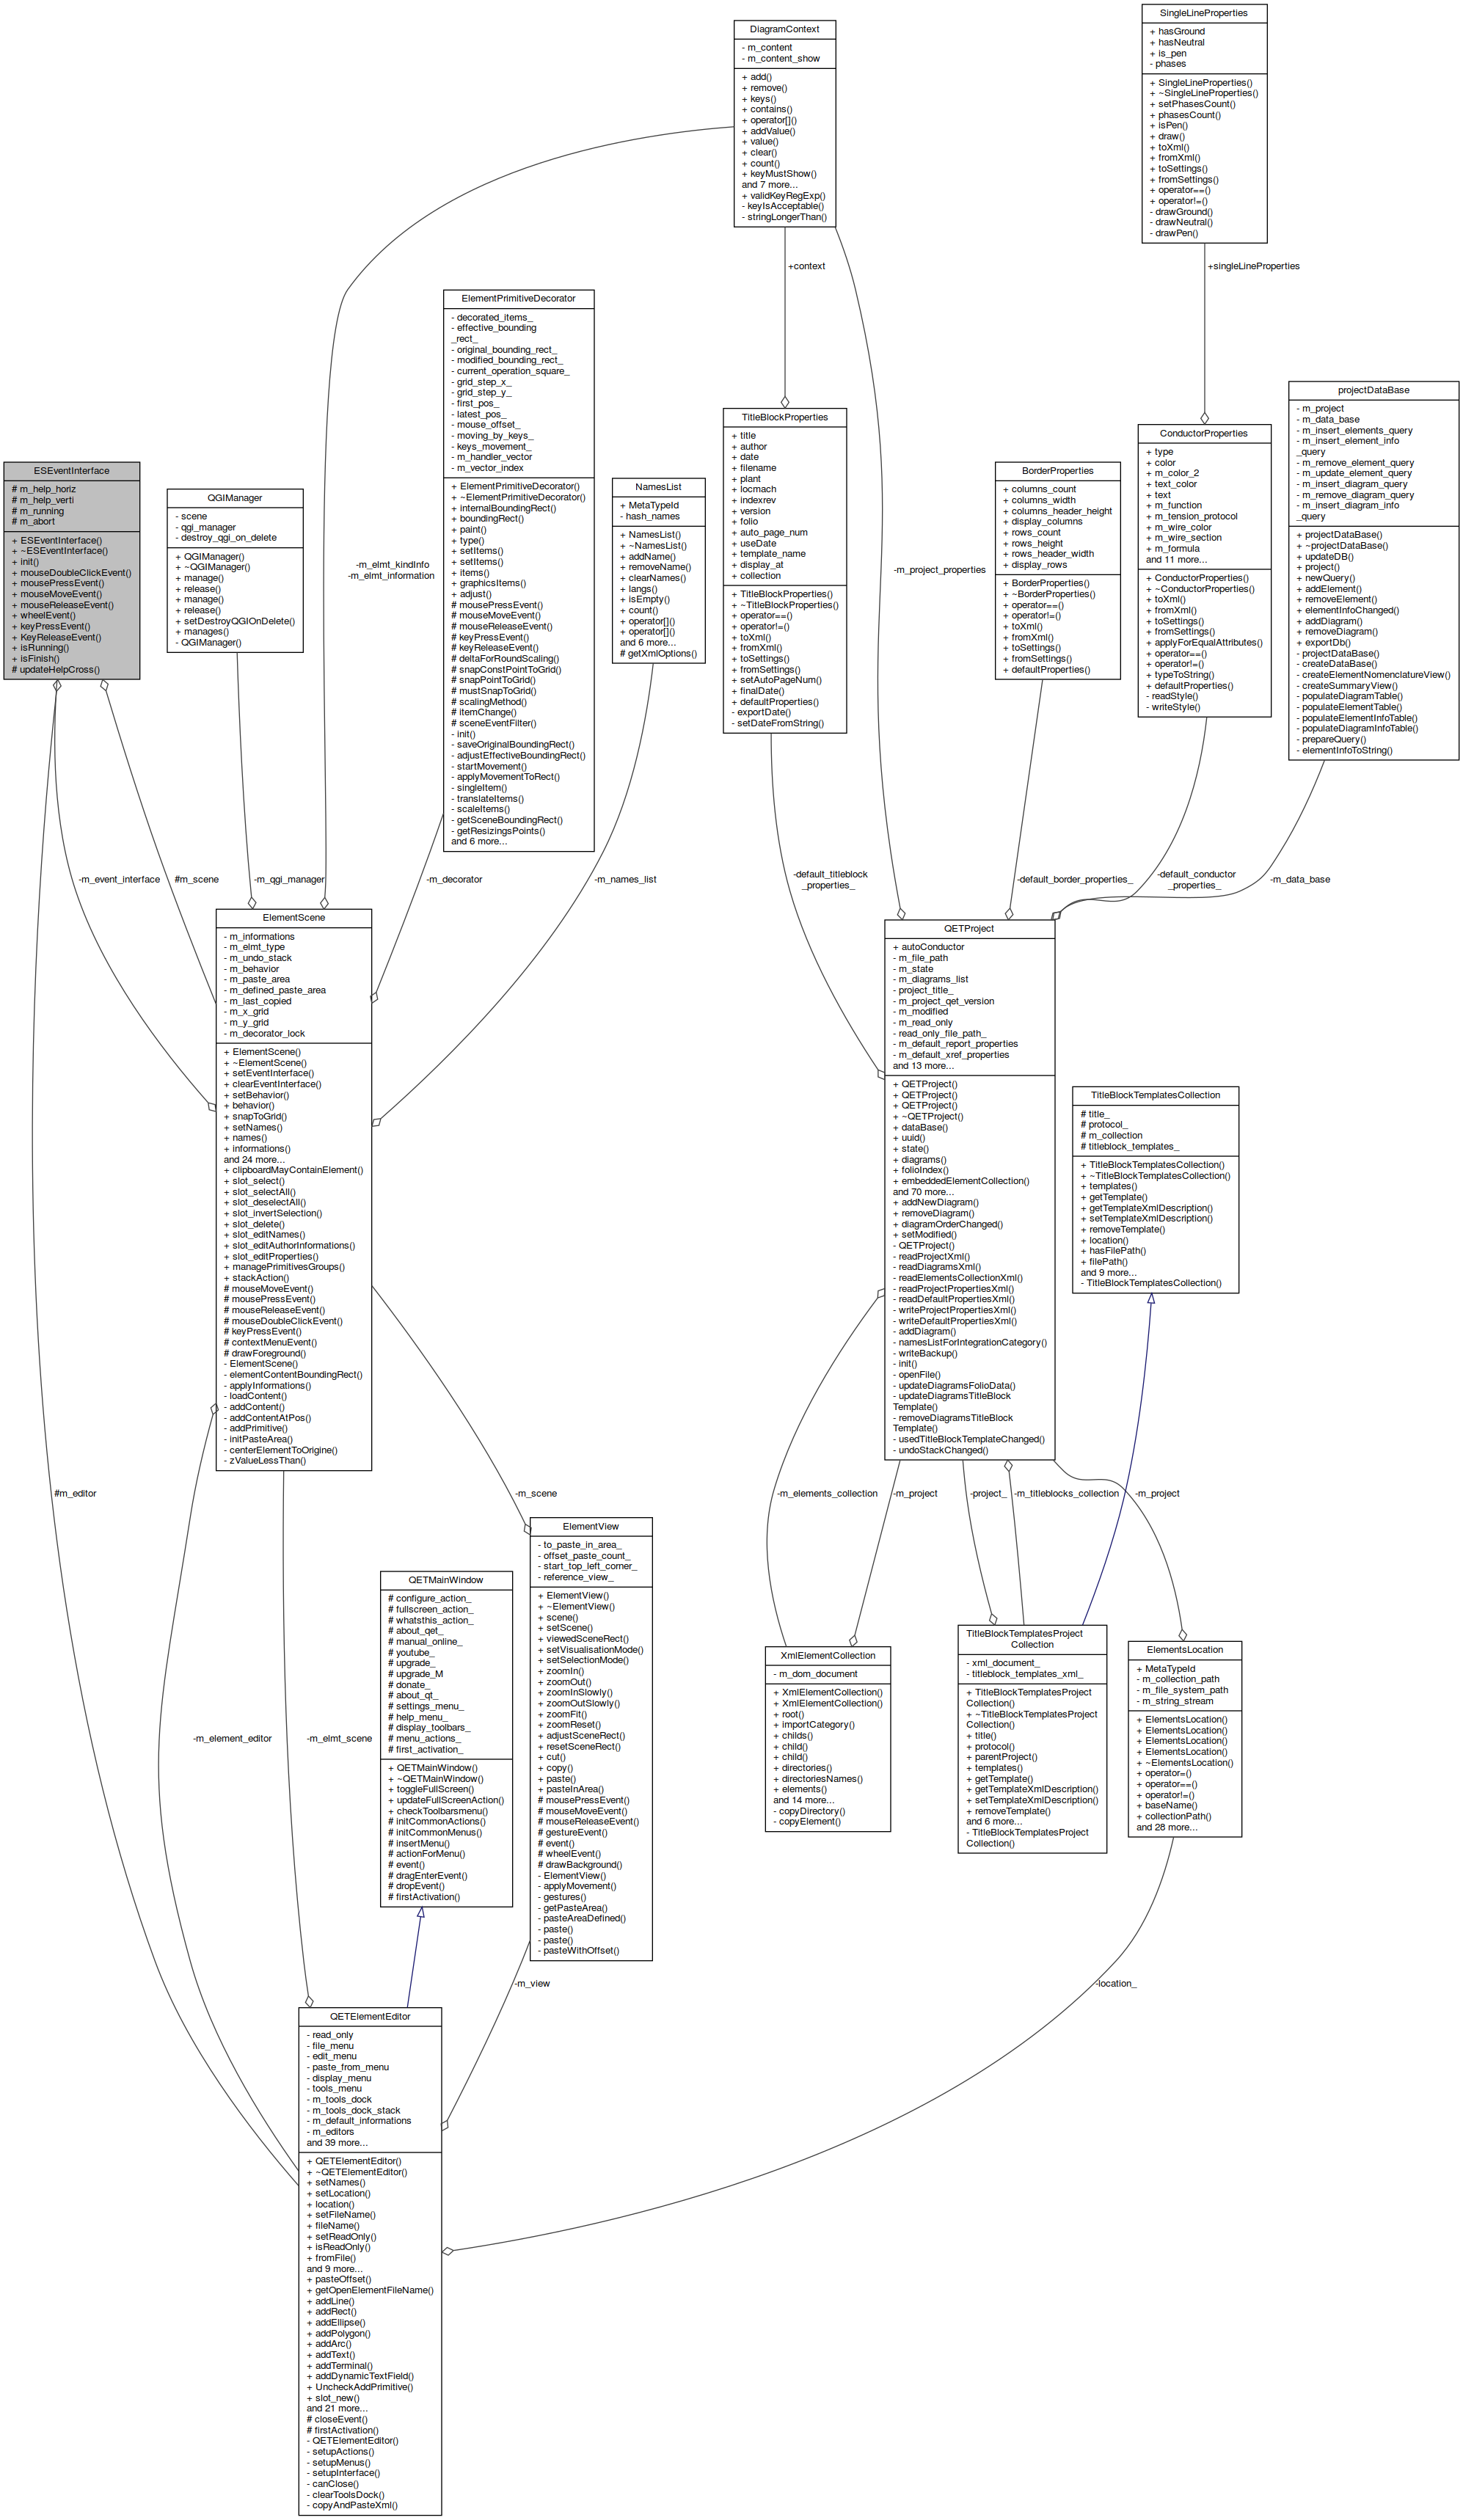 SingleLineProperties
+ hasGround
+ hasNeutral
+ is_pen
- phases
+ SingleLineProperties()
+ ~SingleLineProperties()
+ setPhasesCount()
+ phasesCount()
+ isPen()
+ draw()
+ toXml()
+ fromXml()
+ toSettings()
+ fromSettings()
+ operator==()
+ operator!=()
- drawGround()
- drawNeutral()
- drawPen()
DiagramContext
- m_content
- m_content_show
+ add()
+ remove()
+ keys()
+ contains()
+ operator[]()
+ addValue()
+ value()
+ clear()
+ count()
+ keyMustShow()
and 7 more...
+ validKeyRegExp()
- keyIsAcceptable()
- stringLongerThan()
+context
+singleLineProperties
ElementPrimitiveDecorator
- decorated_items_
- effective_bounding
_rect_
- original_bounding_rect_
- modified_bounding_rect_
- current_operation_square_
- grid_step_x_
- grid_step_y_
- first_pos_
- latest_pos_
- mouse_offset_
- moving_by_keys_
- keys_movement_
- m_handler_vector
- m_vector_index
+ ElementPrimitiveDecorator()
+ ~ElementPrimitiveDecorator()
+ internalBoundingRect()
+ boundingRect()
+ paint()
+ type()
+ setItems()
+ setItems()
+ items()
+ graphicsItems()
+ adjust()
# mousePressEvent()
# mouseMoveEvent()
# mouseReleaseEvent()
# keyPressEvent()
# keyReleaseEvent()
# deltaForRoundScaling()
# snapConstPointToGrid()
# snapPointToGrid()
# mustSnapToGrid()
# scalingMethod()
# itemChange()
# sceneEventFilter()
- init()
- saveOriginalBoundingRect()
- adjustEffectiveBoundingRect()
- startMovement()
- applyMovementToRect()
- singleItem()
- translateItems()
- scaleItems()
- getSceneBoundingRect()
- getResizingsPoints()
and 6 more...
projectDataBase
- m_project
- m_data_base
- m_insert_elements_query
- m_insert_element_info
_query
- m_remove_element_query
- m_update_element_query
- m_insert_diagram_query
- m_remove_diagram_query
- m_insert_diagram_info
_query
+ projectDataBase()
+ ~projectDataBase()
+ updateDB()
+ project()
+ newQuery()
+ addElement()
+ removeElement()
+ elementInfoChanged()
+ addDiagram()
+ removeDiagram()
+ exportDb()
- projectDataBase()
- createDataBase()
- createElementNomenclatureView()
- createSummaryView()
- populateDiagramTable()
- populateElementTable()
- populateElementInfoTable()
- populateDiagramInfoTable()
- prepareQuery()
- elementInfoToString()
TitleBlockProperties
+ title
+ author
+ date
+ filename
+ plant
+ locmach
+ indexrev
+ version
+ folio
+ auto_page_num
+ useDate
+ template_name
+ display_at
+ collection
+ TitleBlockProperties()
+ ~TitleBlockProperties()
+ operator==()
+ operator!=()
+ toXml()
+ fromXml()
+ toSettings()
+ fromSettings()
+ setAutoPageNum()
+ finalDate()
+ defaultProperties()
- exportDate()
- setDateFromString()
ConductorProperties
+ type
+ color
+ m_color_2
+ text_color
+ text
+ m_function
+ m_tension_protocol
+ m_wire_color
+ m_wire_section
+ m_formula
and 11 more...
+ ConductorProperties()
+ ~ConductorProperties()
+ toXml()
+ fromXml()
+ toSettings()
+ fromSettings()
+ applyForEqualAttributes()
+ operator==()
+ operator!=()
+ typeToString()
+ defaultProperties()
- readStyle()
- writeStyle()
ESEventInterface
# m_help_horiz
# m_help_verti
# m_running
# m_abort
+ ESEventInterface()
+ ~ESEventInterface()
+ init()
+ mouseDoubleClickEvent()
+ mousePressEvent()
+ mouseMoveEvent()
+ mouseReleaseEvent()
+ wheelEvent()
+ keyPressEvent()
+ KeyReleaseEvent()
+ isRunning()
+ isFinish()
# updateHelpCross()
BorderProperties
+ columns_count
+ columns_width
+ columns_header_height
+ display_columns
+ rows_count
+ rows_height
+ rows_header_width
+ display_rows
+ BorderProperties()
+ ~BorderProperties()
+ operator==()
+ operator!=()
+ toXml()
+ fromXml()
+ toSettings()
+ fromSettings()
+ defaultProperties()
NamesList
+ MetaTypeId
- hash_names
+ NamesList()
+ ~NamesList()
+ addName()
+ removeName()
+ clearNames()
+ langs()
+ isEmpty()
+ count()
+ operator[]()
+ operator[]()
and 6 more...
# getXmlOptions()
QGIManager
- scene
- qgi_manager
- destroy_qgi_on_delete
+ QGIManager()
+ ~QGIManager()
+ manage()
+ release()
+ manage()
+ release()
+ setDestroyQGIOnDelete()
+ manages()
- QGIManager()
-m_elmt_kindInfo
-m_elmt_information
-m_project_properties
-m_event_interface
#m_scene
-m_qgi_manager
-m_decorator
-m_names_list
-default_titleblock
_properties_
-default_border_properties_
-default_conductor
_properties_
-m_data_base
ElementScene
- m_informations
- m_elmt_type
- m_undo_stack
- m_behavior
- m_paste_area
- m_defined_paste_area
- m_last_copied
- m_x_grid
- m_y_grid
- m_decorator_lock
+ ElementScene()
+ ~ElementScene()
+ setEventInterface()
+ clearEventInterface()
+ setBehavior()
+ behavior()
+ snapToGrid()
+ setNames()
+ names()
+ informations()
and 24 more...
+ clipboardMayContainElement()
+ slot_select()
+ slot_selectAll()
+ slot_deselectAll()
+ slot_invertSelection()
+ slot_delete()
+ slot_editNames()
+ slot_editAuthorInformations()
+ slot_editProperties()
+ managePrimitivesGroups()
+ stackAction()
# mouseMoveEvent()
# mousePressEvent()
# mouseReleaseEvent()
# mouseDoubleClickEvent()
# keyPressEvent()
# contextMenuEvent()
# drawForeground()
- ElementScene()
- elementContentBoundingRect()
- applyInformations()
- loadContent()
- addContent()
- addContentAtPos()
- addPrimitive()
- initPasteArea()
- centerElementToOrigine()
- zValueLessThan()
QETProject
+ autoConductor
- m_file_path
- m_state
- m_diagrams_list
- project_title_
- m_project_qet_version
- m_modified
- m_read_only
- read_only_file_path_
- m_default_report_properties
- m_default_xref_properties
and 13 more...
+ QETProject()
+ QETProject()
+ QETProject()
+ ~QETProject()
+ dataBase()
+ uuid()
+ state()
+ diagrams()
+ folioIndex()
+ embeddedElementCollection()
and 70 more...
+ addNewDiagram()
+ removeDiagram()
+ diagramOrderChanged()
+ setModified()
- QETProject()
- readProjectXml()
- readDiagramsXml()
- readElementsCollectionXml()
- readProjectPropertiesXml()
- readDefaultPropertiesXml()
- writeProjectPropertiesXml()
- writeDefaultPropertiesXml()
- addDiagram()
- namesListForIntegrationCategory()
- writeBackup()
- init()
- openFile()
- updateDiagramsFolioData()
- updateDiagramsTitleBlock
Template()
- removeDiagramsTitleBlock
Template()
- usedTitleBlockTemplateChanged()
- undoStackChanged()
TitleBlockTemplatesCollection
# title_
# protocol_
# m_collection
# titleblock_templates_
+ TitleBlockTemplatesCollection()
+ ~TitleBlockTemplatesCollection()
+ templates()
+ getTemplate()
+ getTemplateXmlDescription()
+ setTemplateXmlDescription()
+ removeTemplate()
+ location()
+ hasFilePath()
+ filePath()
and 9 more...
- TitleBlockTemplatesCollection()
#m_editor
-m_scene
-m_elements_collection
-m_project
-project_
-m_titleblocks_collection
-m_project
ElementView
- to_paste_in_area_
- offset_paste_count_
- start_top_left_corner_
- reference_view_
+ ElementView()
+ ~ElementView()
+ scene()
+ setScene()
+ viewedSceneRect()
+ setVisualisationMode()
+ setSelectionMode()
+ zoomIn()
+ zoomOut()
+ zoomInSlowly()
+ zoomOutSlowly()
+ zoomFit()
+ zoomReset()
+ adjustSceneRect()
+ resetSceneRect()
+ cut()
+ copy()
+ paste()
+ pasteInArea()
# mousePressEvent()
# mouseMoveEvent()
# mouseReleaseEvent()
# gestureEvent()
# event()
# wheelEvent()
# drawBackground()
- ElementView()
- applyMovement()
- gestures()
- getPasteArea()
- pasteAreaDefined()
- paste()
- paste()
- pasteWithOffset()
QETMainWindow
# configure_action_
# fullscreen_action_
# whatsthis_action_
# about_qet_
# manual_online_
# youtube_
# upgrade_
# upgrade_M
# donate_
# about_qt_
# settings_menu_
# help_menu_
# display_toolbars_
# menu_actions_
# first_activation_
+ QETMainWindow()
+ ~QETMainWindow()
+ toggleFullScreen()
+ updateFullScreenAction()
+ checkToolbarsmenu()
# initCommonActions()
# initCommonMenus()
# insertMenu()
# actionForMenu()
# event()
# dragEnterEvent()
# dropEvent()
# firstActivation()
XmlElementCollection
- m_dom_document
+ XmlElementCollection()
+ XmlElementCollection()
+ root()
+ importCategory()
+ childs()
+ child()
+ child()
+ directories()
+ directoriesNames()
+ elements()
and 14 more...
- copyDirectory()
- copyElement()
TitleBlockTemplatesProject
Collection
- xml_document_
- titleblock_templates_xml_
+ TitleBlockTemplatesProject
Collection()
+ ~TitleBlockTemplatesProject
Collection()
+ title()
+ protocol()
+ parentProject()
+ templates()
+ getTemplate()
+ getTemplateXmlDescription()
+ setTemplateXmlDescription()
+ removeTemplate()
and 6 more...
- TitleBlockTemplatesProject
Collection()
ElementsLocation
+ MetaTypeId
- m_collection_path
- m_file_system_path
- m_string_stream
+ ElementsLocation()
+ ElementsLocation()
+ ElementsLocation()
+ ElementsLocation()
+ ~ElementsLocation()
+ operator=()
+ operator==()
+ operator!=()
+ baseName()
+ collectionPath()
and 28 more...
-m_element_editor
-m_elmt_scene
-m_view
-location_
QETElementEditor
- read_only
- file_menu
- edit_menu
- paste_from_menu
- display_menu
- tools_menu
- m_tools_dock
- m_tools_dock_stack
- m_default_informations
- m_editors
and 39 more...
+ QETElementEditor()
+ ~QETElementEditor()
+ setNames()
+ setLocation()
+ location()
+ setFileName()
+ fileName()
+ setReadOnly()
+ isReadOnly()
+ fromFile()
and 9 more...
+ pasteOffset()
+ getOpenElementFileName()
+ addLine()
+ addRect()
+ addEllipse()
+ addPolygon()
+ addArc()
+ addText()
+ addTerminal()
+ addDynamicTextField()
+ UncheckAddPrimitive()
+ slot_new()
and 21 more...
# closeEvent()
# firstActivation()
- QETElementEditor()
- setupActions()
- setupMenus()
- setupInterface()
- canClose()
- clearToolsDock()
- copyAndPasteXml()